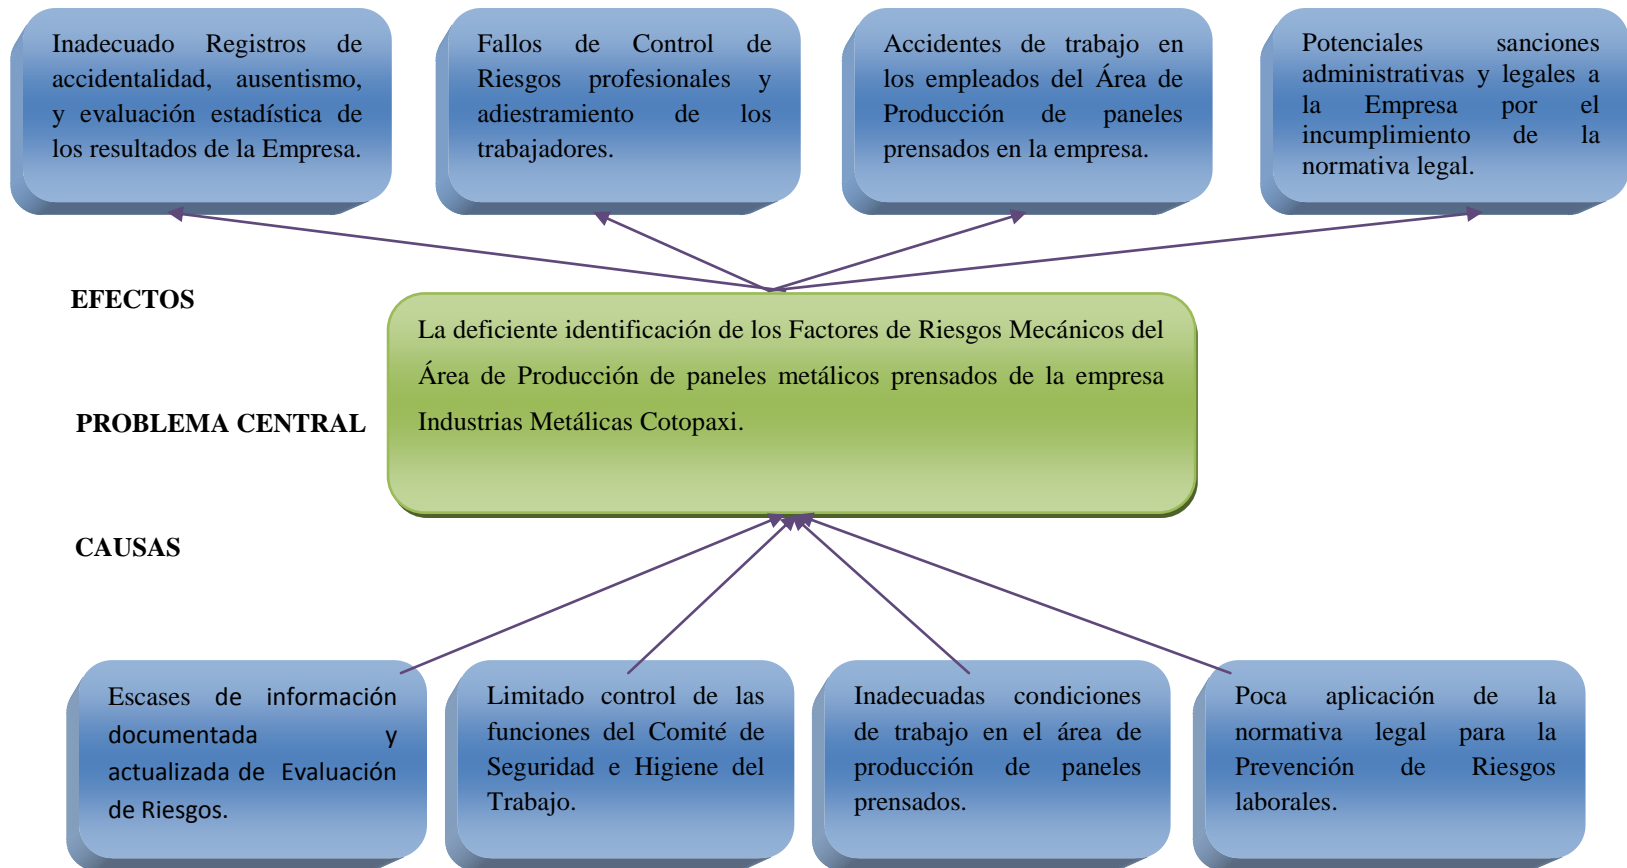 Inadecuado Registros de
accidentalidad, ausentismo,
y evaluación estadística de
los resultados de la Empresa.
Fallos de Control de
Riesgos profesionales y
adiestramiento de los
trabajadores.
Accidentes de trabajo en
los empleados del Área de
Producción de paneles
prensados en la empresa.
Potenciales sanciones
administrativas y legales a
la Empresa por el
incumplimiento de la
normativa legal.
EFECTOS
La deficiente identificación de los Factores de Riesgos Mecánicos del
Área de Producción de paneles metálicos prensados de la empresa
Industrias Metálicas Cotopaxi.
PROBLEMA CENTRAL
CAUSAS
Escases de información
documentada y
actualizada de Evaluación
de Riesgos.
Limitado control de las
funciones del Comité de
Seguridad e Higiene del
Trabajo.
Inadecuadas condiciones
de trabajo en el área de
producción de paneles
prensados.
Poca aplicación de la
normativa legal para la
Prevención de Riesgos
laborales.